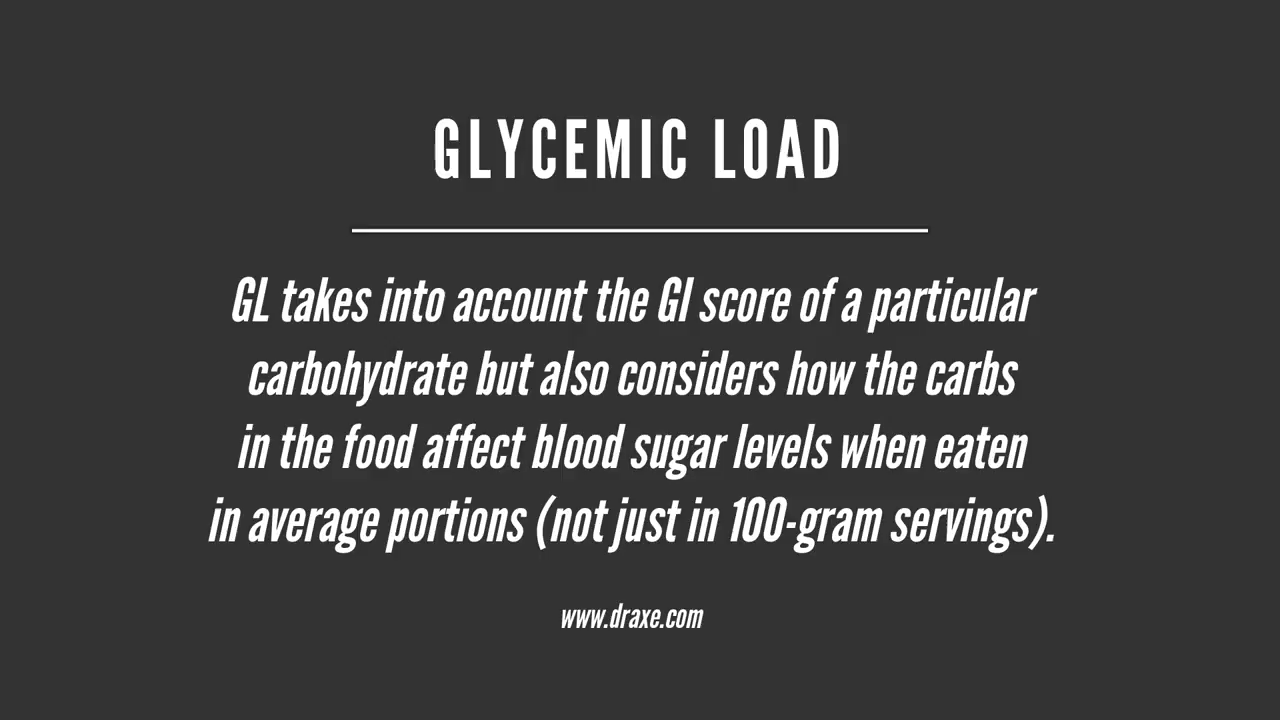 GLYCEMIC LOAD
GL takes into account the GI score of a particular
carbohydrate but also considers how the carbs
in the food affect blood sugar levels when eaten
in average portions (not just in 100-gram servings).
www.draxe.com